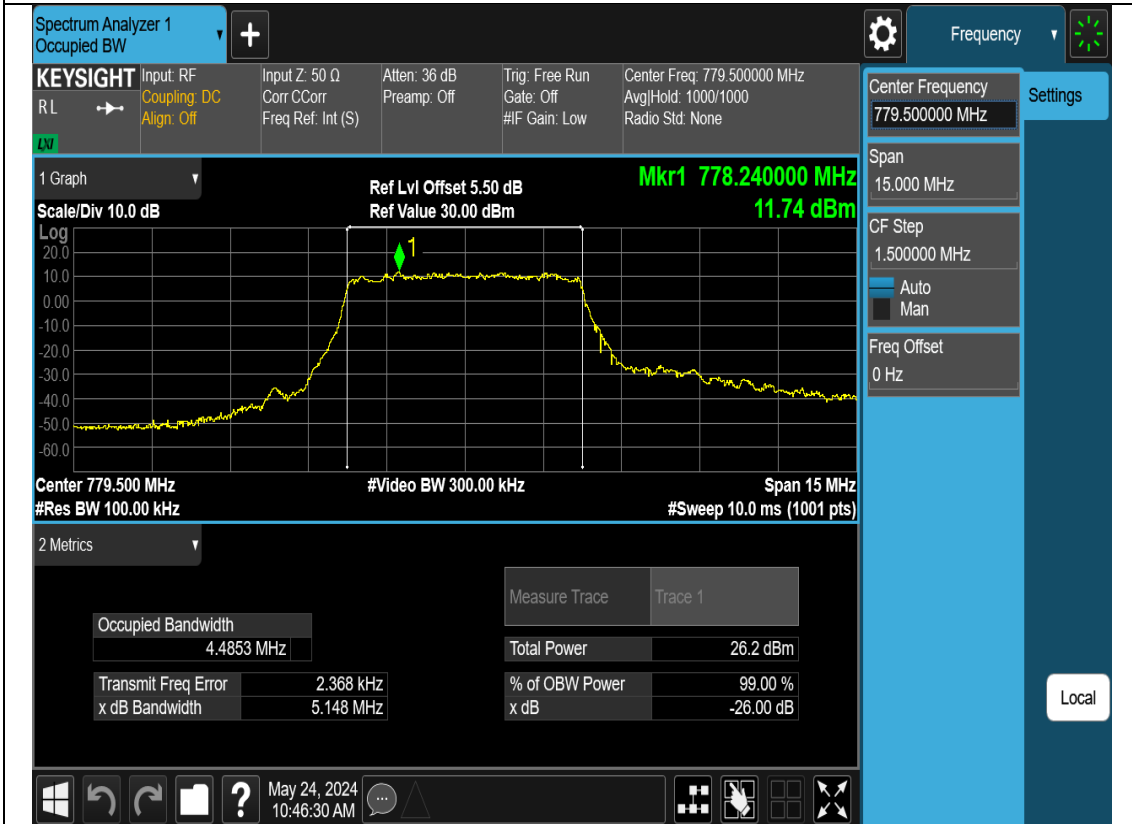 Spectrum Analyzer 1
Occupied BW
+
Frequency
KEYSIGHT
R L
LXI
Input: RF
Coupling: DC
Align: Off
Input Z: 50 Ω
Corr CCorr
Freq Ref: Int (S)
Atten: 36 dB
Preamp: Off
Trig: Free Run
Gate: Off
#IF Gain: Low
Center Freq: 779.500000 MHz
Avg|Hold: 1000/1000
Radio Std: None
Center Frequency
779.500000 MHz
Settings
Span
15.000 MHz
CF Step
1.500000 MHz
Auto
Man
Freq Offset
0 Hz
Local
1 Graph
Scale/Div 10.0 dB
Ref Lvl Offset 5.50 dB
Ref Value 30.00 dBm
Mkr1 778.240000 MHz
11.74 dBm
Log
1
20.0
10.0
0.00
-10.0
-20.0
-30.0
-40.0
-50.0
-60.0
Center 779.500 MHz
#Video BW 300.00 kHz
Span 15 MHz
#Res BW 100.00 kHz
#Sweep 10.0 ms (1001 pts)
2 Metrics
Measure Trace Trace 1
Occupied Bandwidth
4.4853 MHz
Total Power 26.2 dBm
Transmit Freq Error 2.368 kHz
% of OBW Power 99.00 %
x dB Bandwidth 5.148 MHz
x dB -26.00 dB
?
May 24, 2024
10:46:30 AM